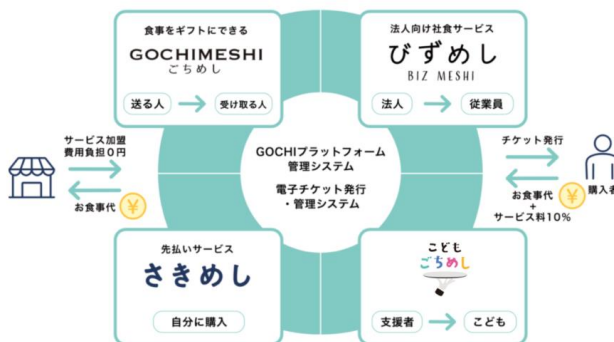 食事をギフトにできる
GOCHIMESHI
ごちめし
送る人
受け取る人
法人向け社食サービス
びずめし
BIZ MESHI
法人
従業員
サービス加盟
費用負担0円
お食事代
¥
GOCHIプラットフォーム
管理システム
電子チケット発行
・管理システム
チケット発行
お食事代
+
サービス料10%
¥
購入者
先払いサービス
さきめし
自分に購入
こども
ごちめし
支援者
こども